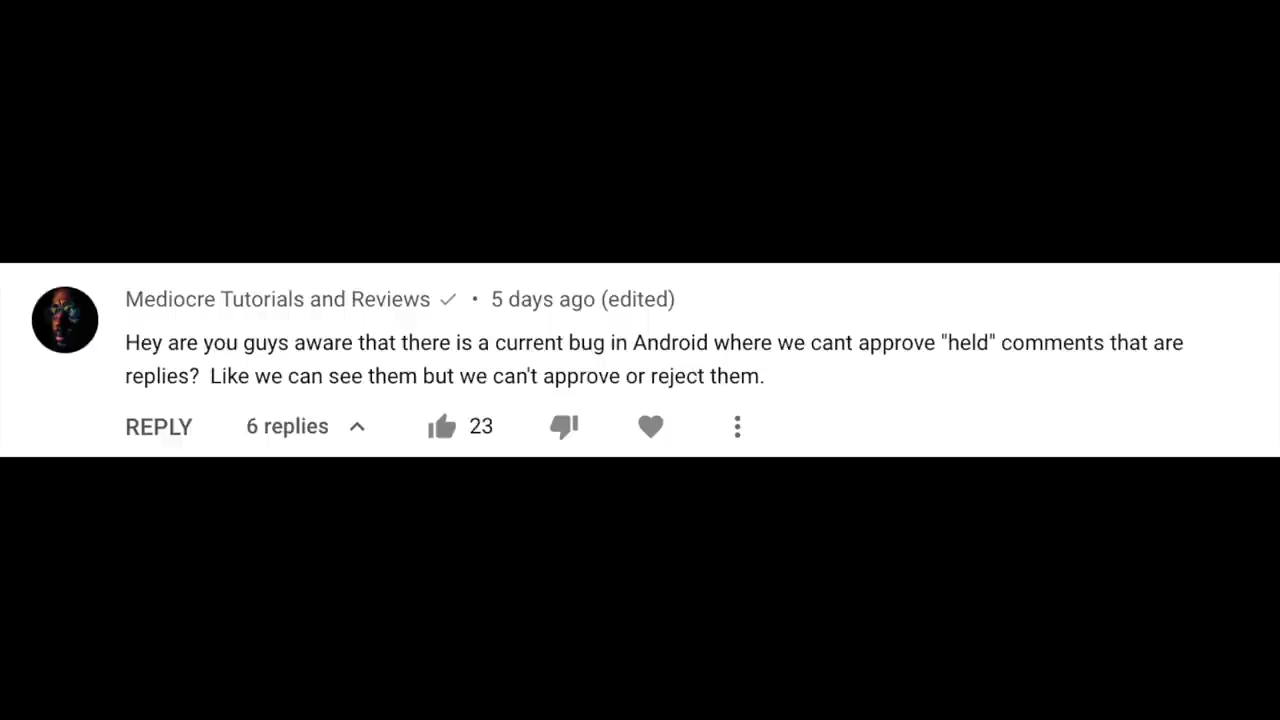 Mediocre Tutorials and Reviews ✓ • 5 days ago (edited)
Hey are you guys aware that there is a current bug in Android where we cant approve "held" comments that are
replies?  Like we can see them but we can't approve or reject them.
REPLY 6 replies 23